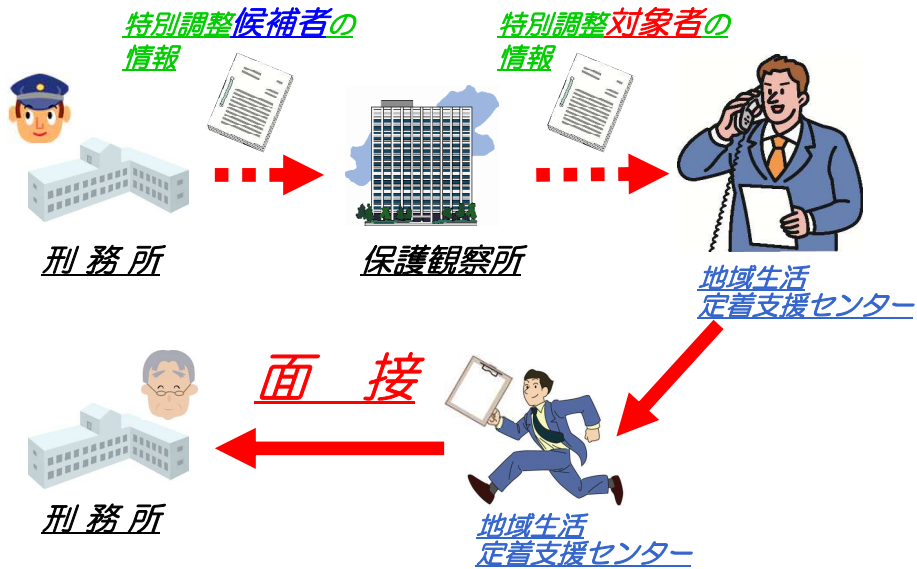 特別調整候補者の
情報
特別調整対象者の
情報
刑 務 所
保護観察所
地域生活
定着支援センター
面 接
刑 務 所
地域生活
定着支援センター